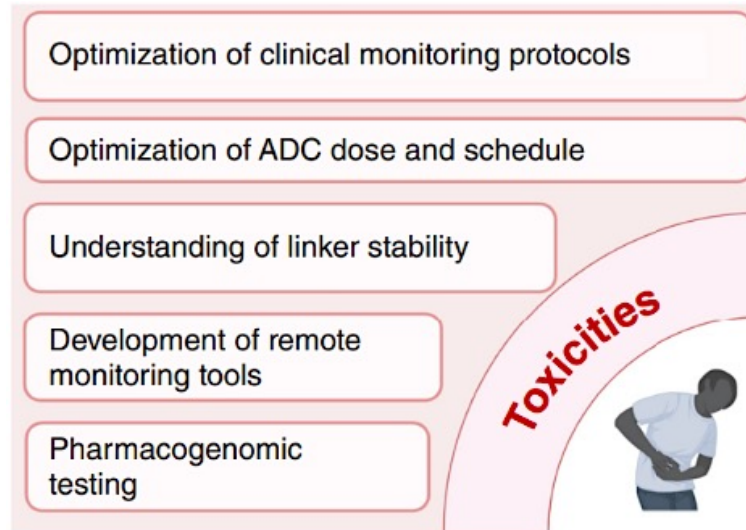 Optimization of clinical monitoring protocols
Optimization of ADC dose and schedule
Understanding of linker stability
Development of remote
monitoring tools
Pharmacogenomic
testing
Toxicities